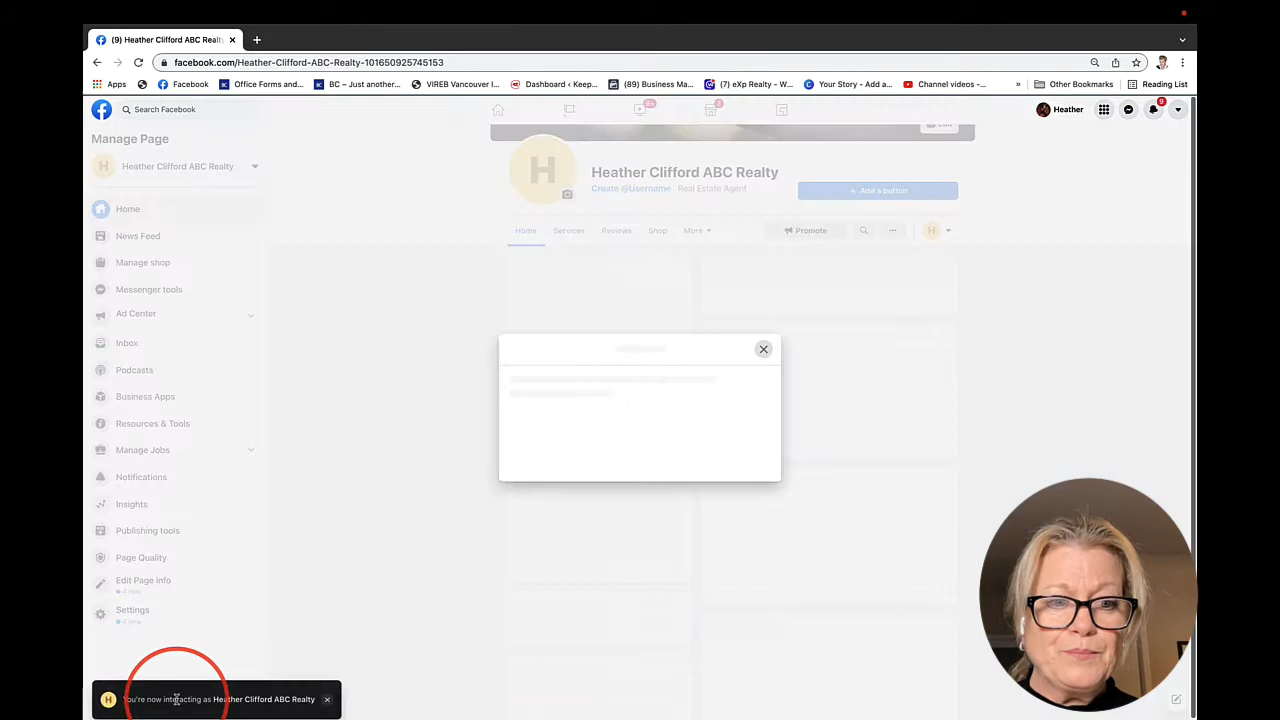 (9) Heather Clifford ABC Realt
facebook.com/Heather-Clifford-ABC-Realty-101650925745153
Apps
Facebook
Office Forms and...
BC – Just another...
VIREB Vancouver I...
Dashboard ‹ Keep...
(89) Business Ma...
(7) eXp Realty - W...
Your Story - Add a...
Channel videos -...
»
Other Bookmarks
Reading List
Search Facebook
9+
Heather
9
Manage Page
H
Heather Clifford ABC Realty
Home
News Feed
Manage shop
Messenger tools
Ad Center
Inbox
Podcasts
Business Apps
Resources & Tools
Manage Jobs
Notifications
Insights
Publishing tools
Page Quality
Edit Page info
Settings
Edit
H
Heather Clifford ABC Realty
Create @Username
Real Estate Agent
+ Add a button
Home
Services
Reviews
Shop
More
Promote
H
H
You're now interacting as Heather Clifford ABC Realty